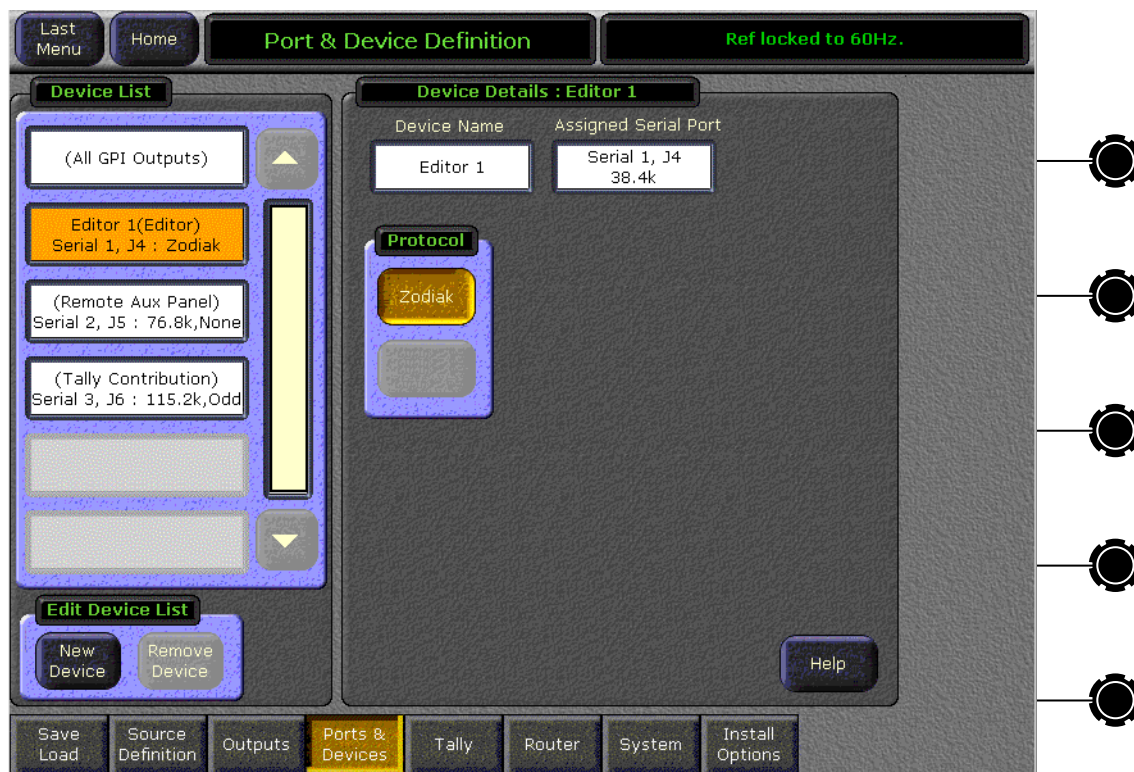 Last
Menu
Home
Port & Device Definition
Ref locked to 60Hz.
Device List
(All GPI Outputs)
Editor 1(Editor)
Serial 1, J4 : Zodiak
(Remote Aux Panel)
Serial 2, J5 : 76.8k,None
(Tally Contribution)
Serial 3, J6 : 115.2k,Odd
Edit Device List
New
Device
Remove
Device
Device Details : Editor 1
Device Name
Editor 1
Assigned Serial Port
Serial 1, J4
38.4k
Protocol
Zodiak
Help
Save
Load
Source
Definition
Outputs
Ports &
Devices
Tally
Router
System
Install
Options